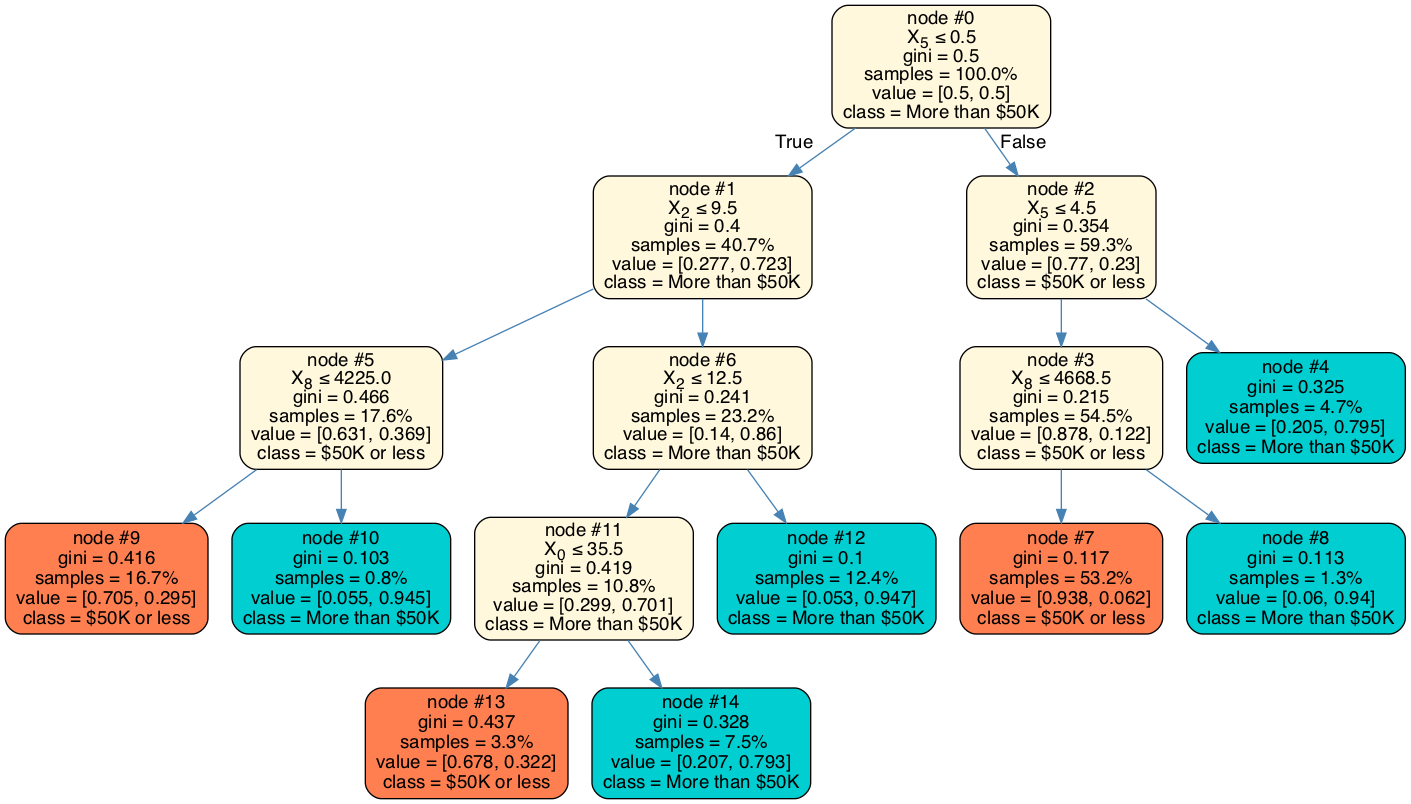 node #0
X5 ≤ 0.5
gini = 0.5
samples = 100.0%
value = [0.5, 0.5]
class = More than $50K
True
False
node #1
X2 ≤ 9.5
gini = 0.4
samples = 40.7%
value = [0.277, 0.723]
class = More than $50K
node #2
X5 ≤ 4.5
gini = 0.354
samples = 59.3%
value = [0.77, 0.23]
class = $50K or less
node #5
X8 ≤ 4225.0
gini = 0.466
samples = 17.6%
value = [0.631, 0.369]
class = $50K or less
node #6
X2 ≤ 12.5
gini = 0.241
samples = 23.2%
value = [0.14, 0.86]
class = More than $50K
node #3
X8 ≤ 4668.5
gini = 0.215
samples = 54.5%
value = [0.878, 0.122]
class = $50K or less
node #4
gini = 0.325
samples = 4.7%
value = [0.205, 0.795]
class = More than $50K
node #9
gini = 0.416
samples = 16.7%
value = [0.705, 0.295]
class = $50K or less
node #10
gini = 0.103
samples = 0.8%
value = [0.055, 0.945]
class = More than $50K
node #11
X0 ≤ 35.5
gini = 0.419
samples = 10.8%
value = [0.299, 0.701]
class = More than $50K
node #12
gini = 0.1
samples = 12.4%
value = [0.053, 0.947]
class = More than $50K
node #7
gini = 0.117
samples = 53.2%
value = [0.938, 0.062]
class = $50K or less
node #8
gini = 0.113
samples = 1.3%
value = [0.06, 0.94]
class = More than $50K
node #13
gini = 0.437
samples = 3.3%
value = [0.678, 0.322]
class = $50K or less
node #14
gini = 0.328
samples = 7.5%
value = [0.207, 0.793]
class = More than $50K